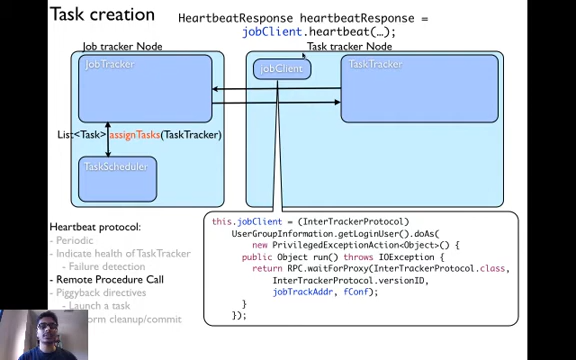 Task creation
HeartbeatResponse heartbeatResponse =
jobClient.heartbeat(…);
Job tracker Node
Task tracker Node
JobTracker
jobClient
TaskTracker
List<Task> assignTasks(TaskTracker)
TaskScheduler
Heartbeat protocol:
- Periodic
- Indicate health of TaskTracker
- Failure detection
- Remote Procedure Call
- Piggyback directives
- Launch a task
cleanup/commit
this.jobClient = (InterTrackerProtocol)
UserGroupInformation.getLoginUser().doAs(
new PrivilegedExceptionAction<Object>() {
public Object run() throws IOException {
return RPC.waitForProxy(InterTrackerProtocol.class,
InterTrackerProtocol.versionID,
jobTrackAddr, fConf);
}
});